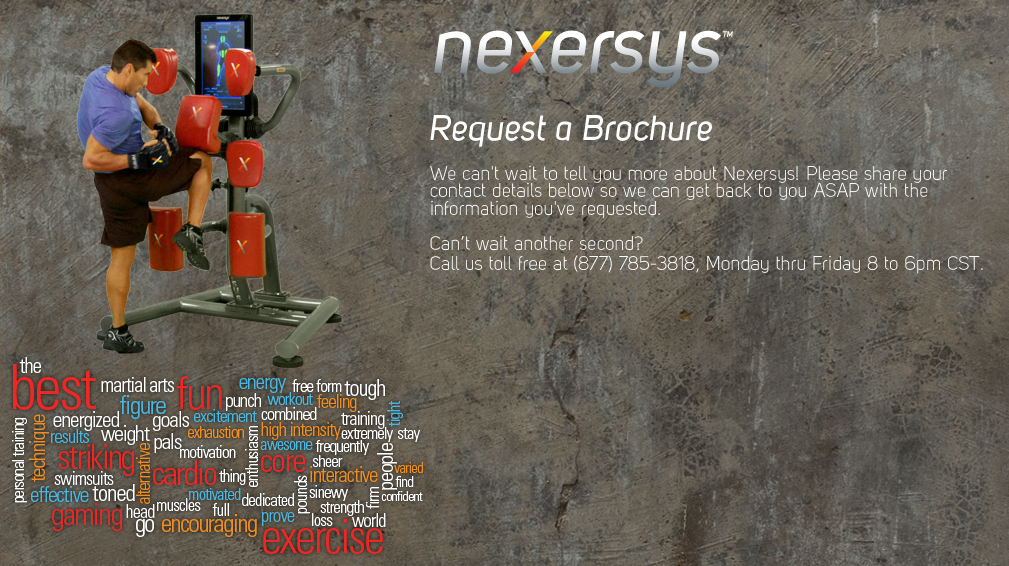 nexersys™
Request a Brochure
We can't wait to tell you more about Nexersys! Please share your
contact details below so we can get back to you ASAP with the
information you've requested.
Can't wait another second?
Call us toll free at (877) 785-3818, Monday thru Friday 8 to 6pm CST.
the
best
martial arts
fun
energy
free form
tough
figure
punch
workout
feeling
energized
goals
excitement
combined
training
tight
personal training
technique
results
weight
pals
exhaustion
enthusiasm
high intensity
extremely
stay
striking
alternative
motivation
awesome
frequently
people
swimsuits
cardio
thing
core
sheer
interactive
varied
find
effective
toned
motivated
dedicated
pounds
sinewy
firm
confident
gaming
head
muscles
full
strength
go
encouraging
prove
loss
world
exercise